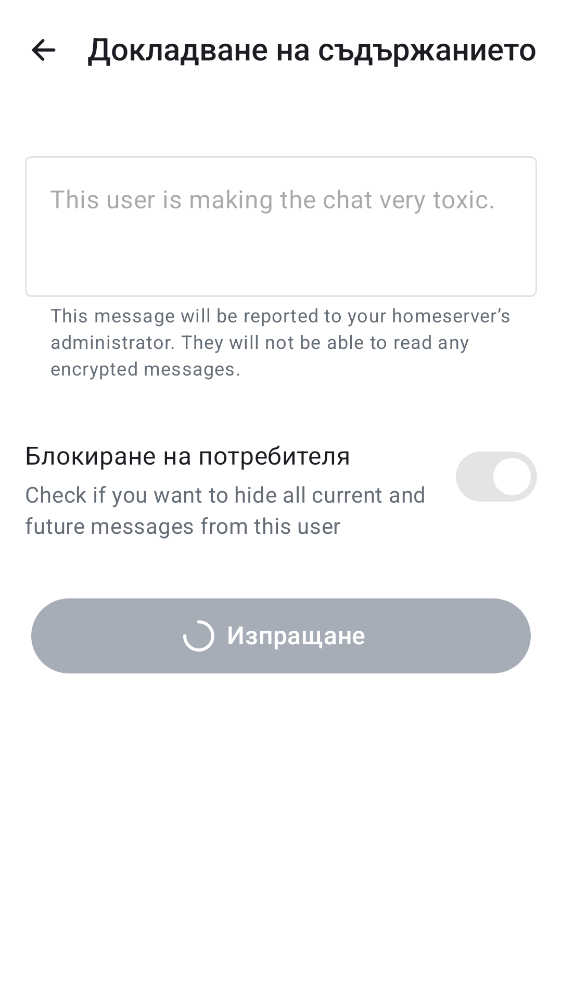 Докладване на съдържанието
This user is making the chat very toxic.
This message will be reported to your homeserver’s
administrator. They will not be able to read any
encrypted messages.
Блокиране на потребителя
Check if you want to hide all current and
future messages from this user
Изпращане